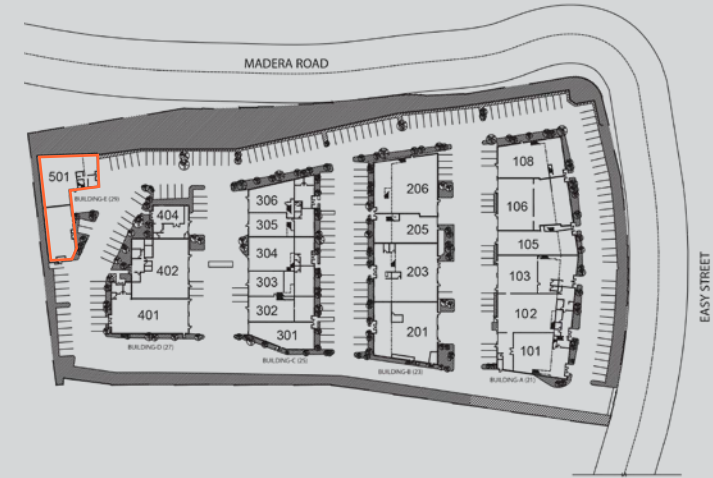 MADERA ROAD
EASY STREET
501
BUILDING-E (29)
404
402
401
BUILDING-D (27)
306
305
304
303
302
301
BUILDING-C (25)
206
205
203
201
BUILDING-B (23)
108
106
105
103
102
101
BUILDING-A (21)